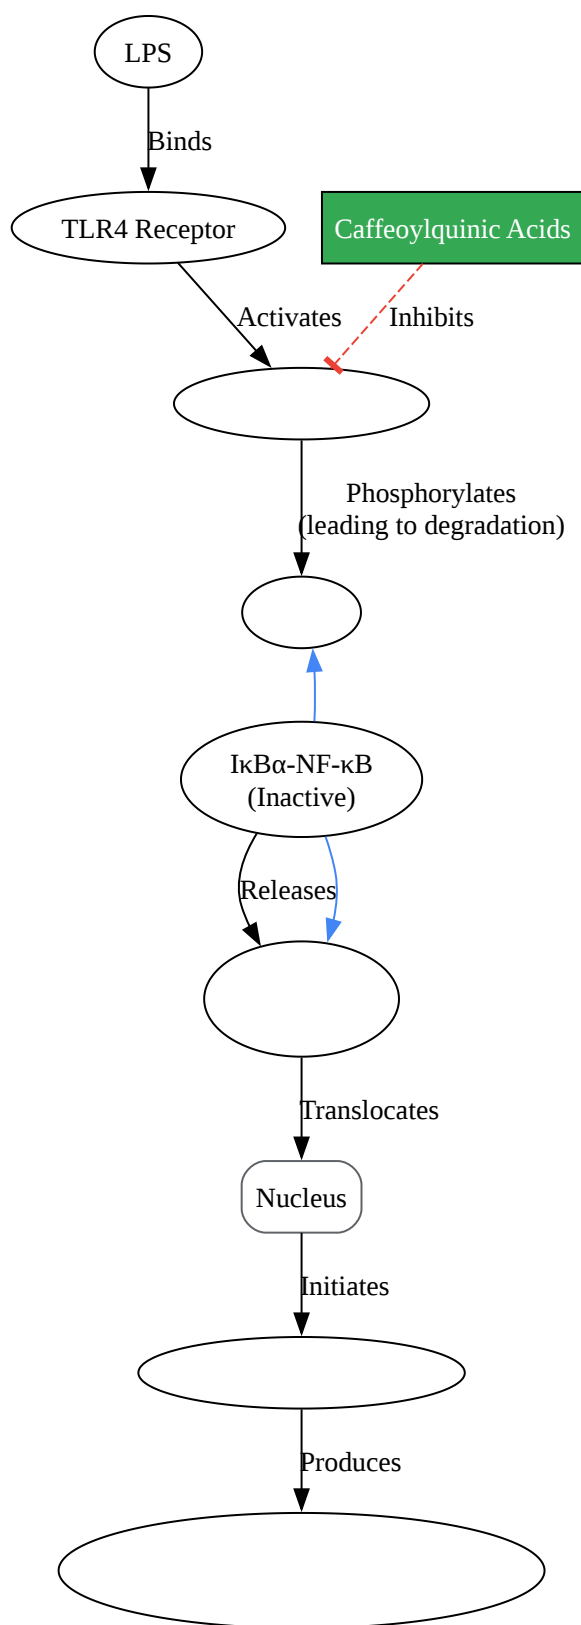 LPS
Binds
TLR4 Receptor
Caffeoylquinic Acids
Activates
Inhibits
Phosphorylates
(leading to degradation)
IκBα-NF-κB
(Inactive)
Releases
Translocates
Nucleus
Initiates
Produces